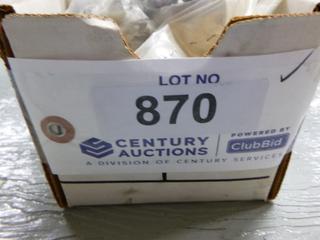 LOT NO
870
CENTURY
AUCTIONS
POWERED BY
ClubBid
A DIVISION OF CENTURY SERVICES